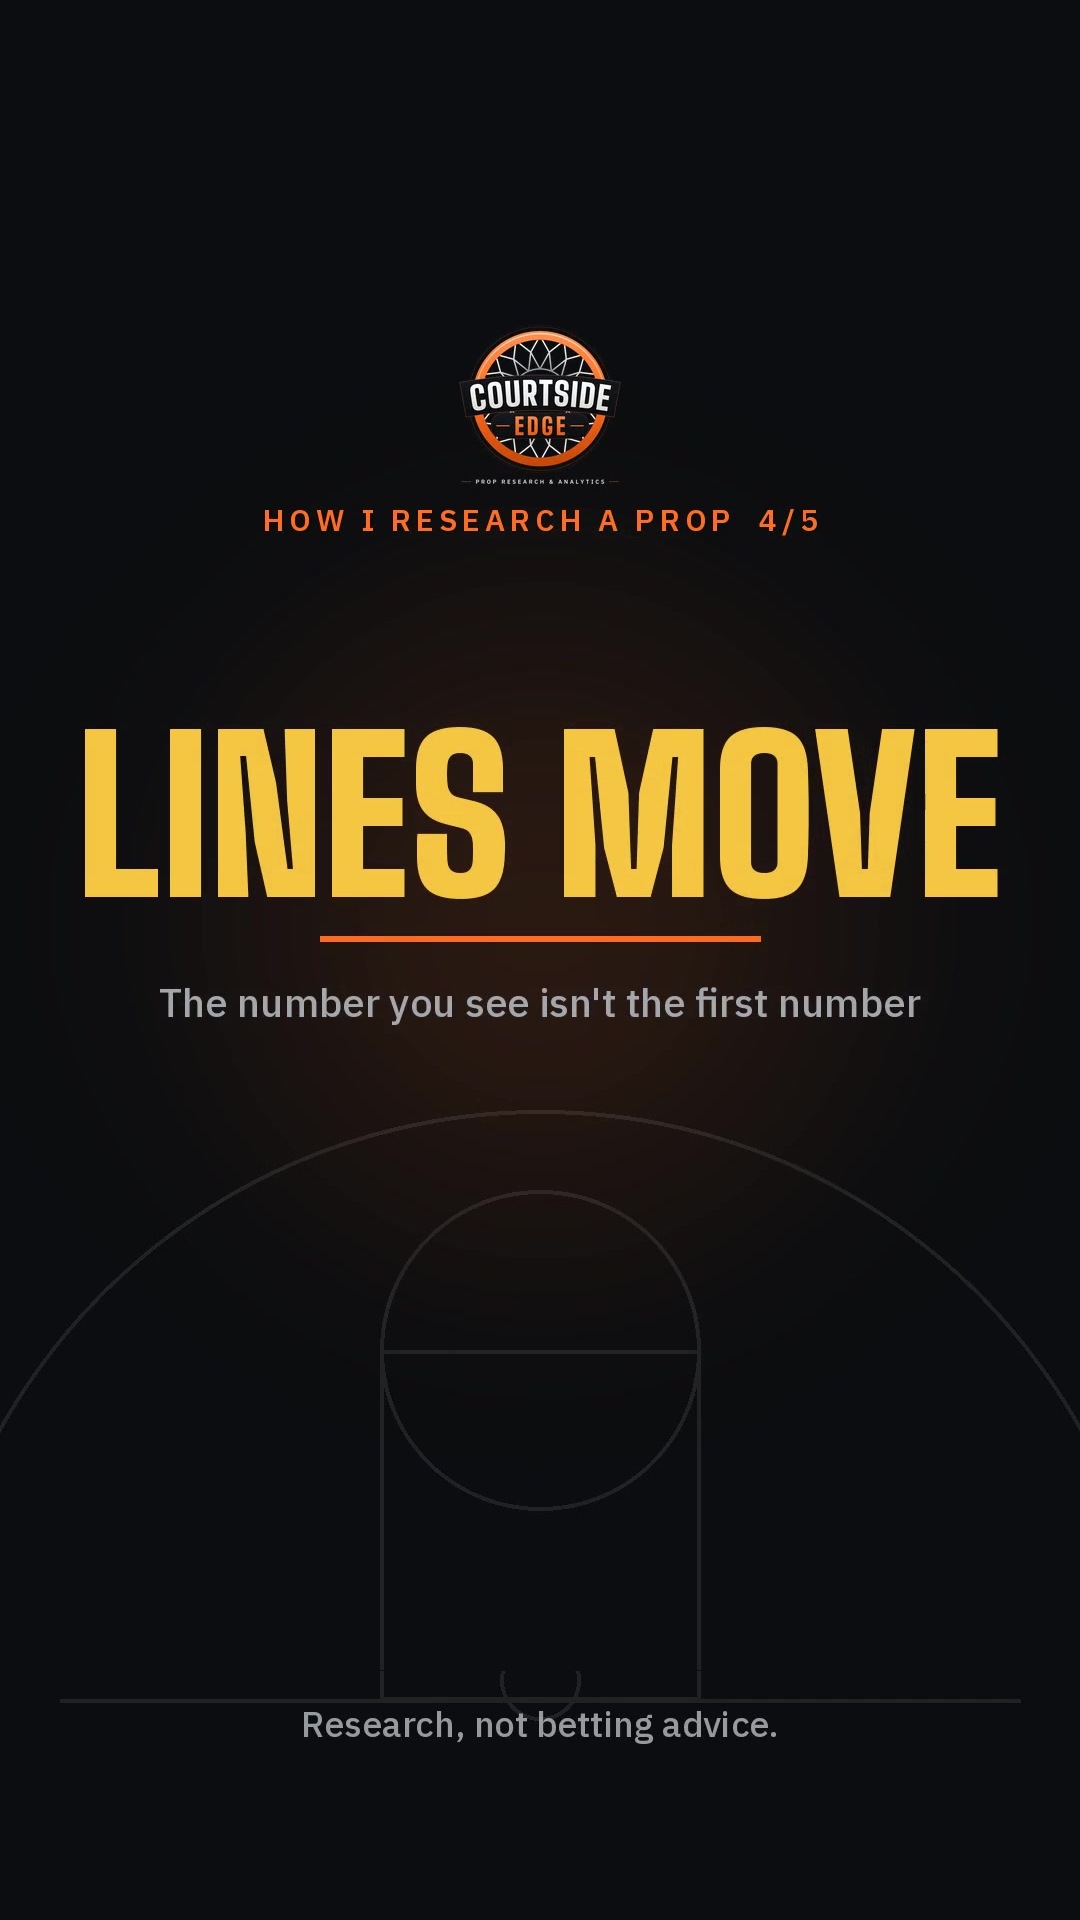 COURTSIDE
EDGE
PROP RESEARCH & ANALYTICS
HOW I RESEARCH A PROP 4/5
LINES MOVE
The number you see isn't the first number
Research, not betting advice.